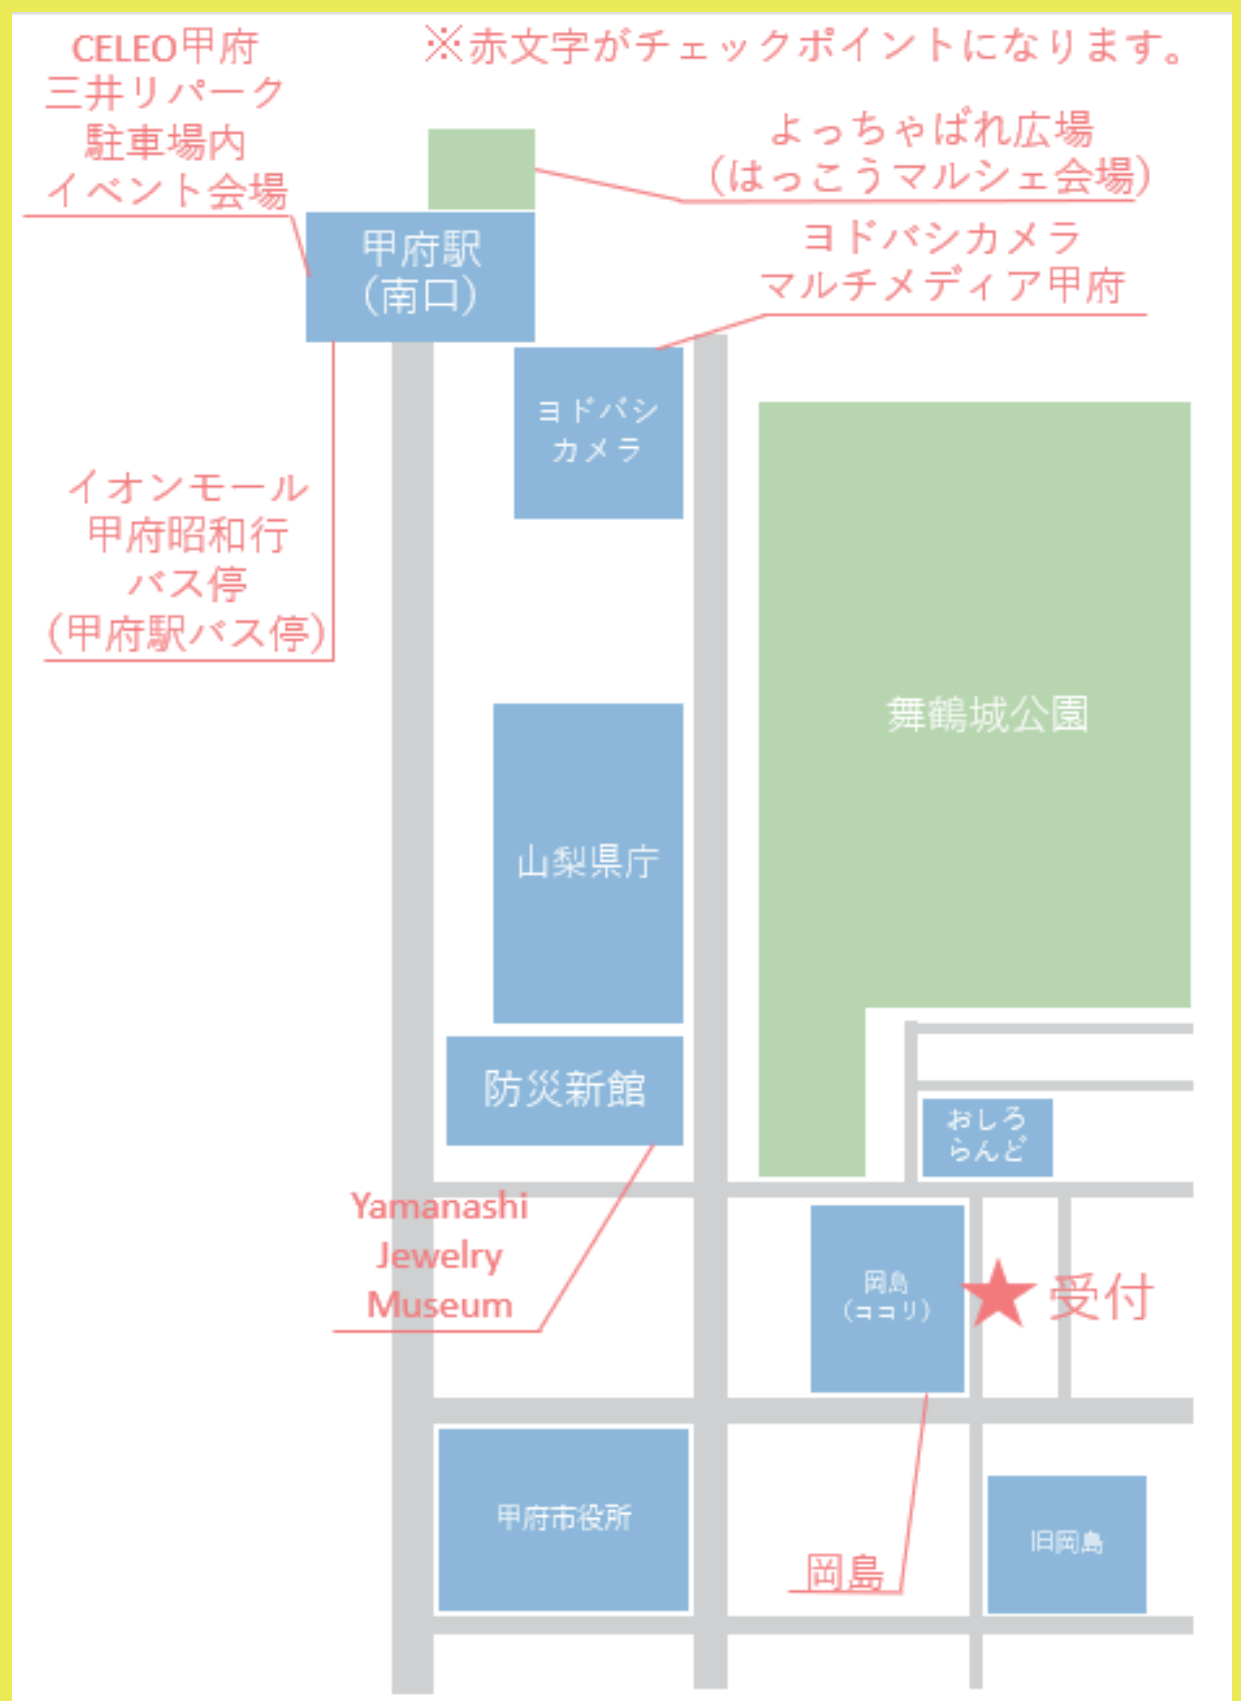 CELEO甲府
三井リパーク
駐車場内
イベント会場
※赤文字がチェックポイントになります。
よっちゃばれ広場
(はっこうマルシェ会場)
甲府駅
(南口)
ヨドバシカメラ
マルチメディア甲府
ヨドバシ
カメラ
イオンモール
甲府昭和行
バス停
(甲府駅バス停)
舞鶴城公園
山梨県庁
防災新館
おしろ
らんど
Yamanashi
Jewelry
Museum
岡島
(ココリ)
★受付
甲府市役所
旧岡島
岡島